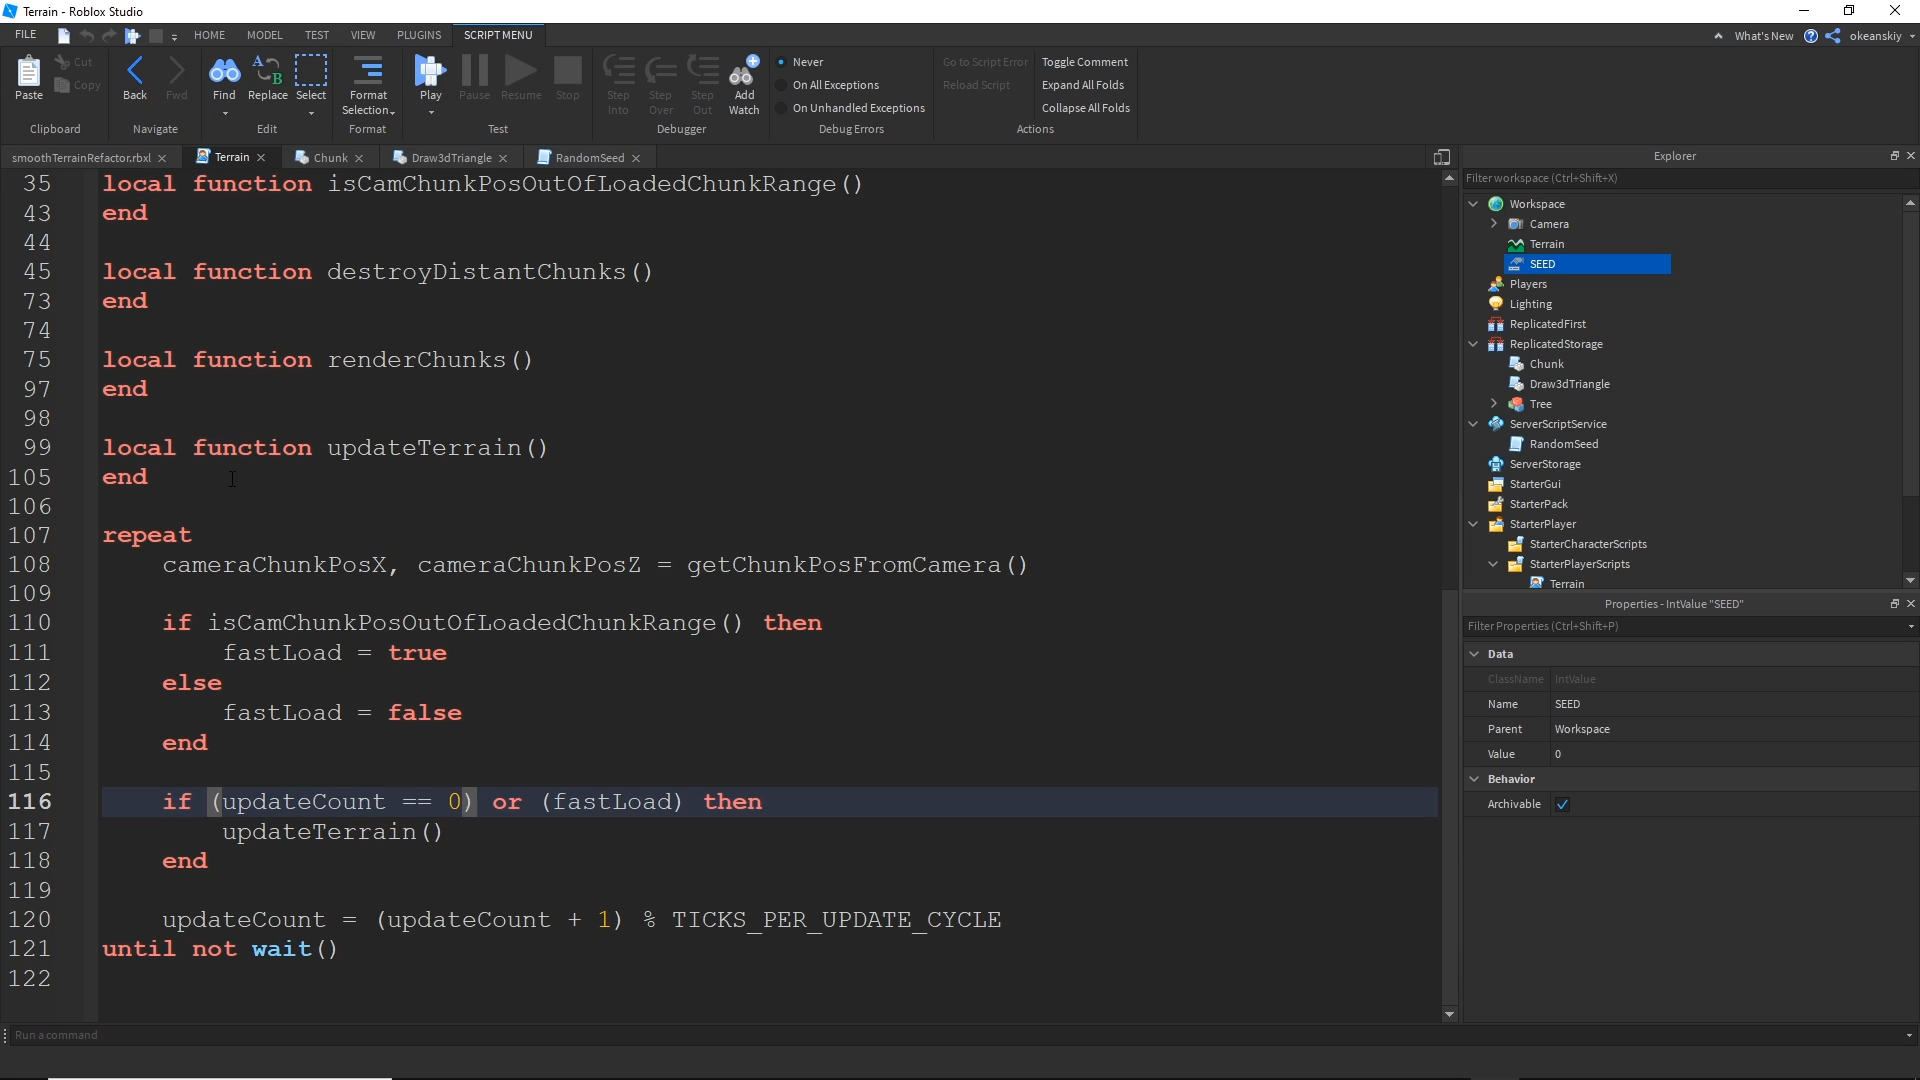 Terrain - Roblox Studio
FILE HOME MODEL TEST VIEW PLUGINS SCRIPT MENU What's New okeanskiy
Paste Cut Copy Clipboard
Back Fwd Navigate
Find Replace Select Edit
Format Selection Format
Play Pause Resume Stop Test
Step Into Step Over Step Out Add Watch Debugger
Never
On All Exceptions
On Unhandled Exceptions
Debug Errors
Go to Script Error Toggle Comment
Reload Script Expand All Folds
Collapse All Folds
Actions
smoothTerrainRefactor.rbxl Terrain Chunk Draw3dTriangle RandomSeed
35 local function isCamChunkPosOutOfLoadedChunkRange()
43 end
44
45 local function destroyDistantChunks()
73 end
74
75 local function renderChunks()
97 end
98
99 local function updateTerrain()
105 end
106
107 repeat
108 cameraChunkPosX, cameraChunkPosZ = getChunkPosFromCamera()
109
110 if isCamChunkPosOutOfLoadedChunkRange() then
111 fastLoad = true
112 else
113 fastLoad = false
114 end
115
116 if (updateCount == 0) or (fastLoad) then
117 updateTerrain()
118 end
119
120 updateCount = (updateCount + 1) % TICKS_PER_UPDATE_CYCLE
121 until not wait()
122
Run a command
Explorer
Filter workspace (Ctrl+Shift+X)
Workspace
Camera
Terrain
SEED
Players
Lighting
ReplicatedFirst
ReplicatedStorage
Chunk
Draw3dTriangle
Tree
ServerScriptService
RandomSeed
ServerStorage
StarterGui
StarterPack
StarterPlayer
StarterCharacterScripts
StarterPlayerScripts
Terrain
Properties - IntValue "SEED"
Filter Properties (Ctrl+Shift+P)
Data
ClassName IntValue
Name SEED
Parent Workspace
Value 0
Behavior
Archivable